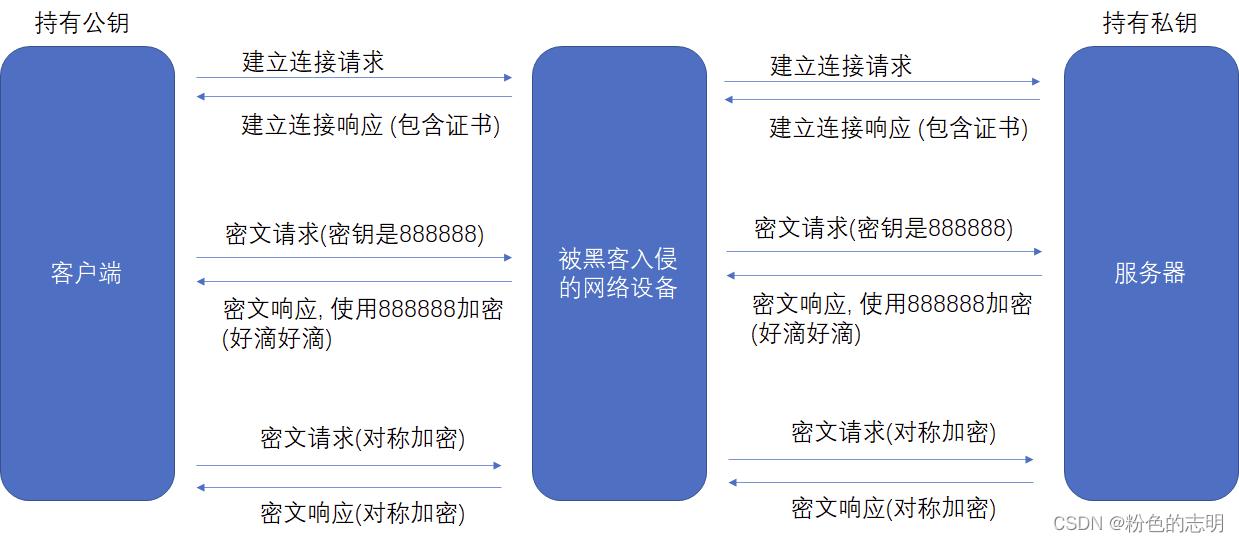 持有公钥
持有私钥
建立连接请求
建立连接请求
建立连接响应 (包含证书)
建立连接响应 (包含证书)
密文请求(密钥是888888)
密文请求(密钥是888888)
客户端
被黑客入侵
的网络设备
服务器
密文响应, 使用888888加密
(好滴好滴)
密文响应, 使用888888加密
(好滴好滴)
密文请求(对称加密)
密文请求(对称加密)
密文响应(对称加密)
密文响应(对称加密)
CSDN @粉色的志明